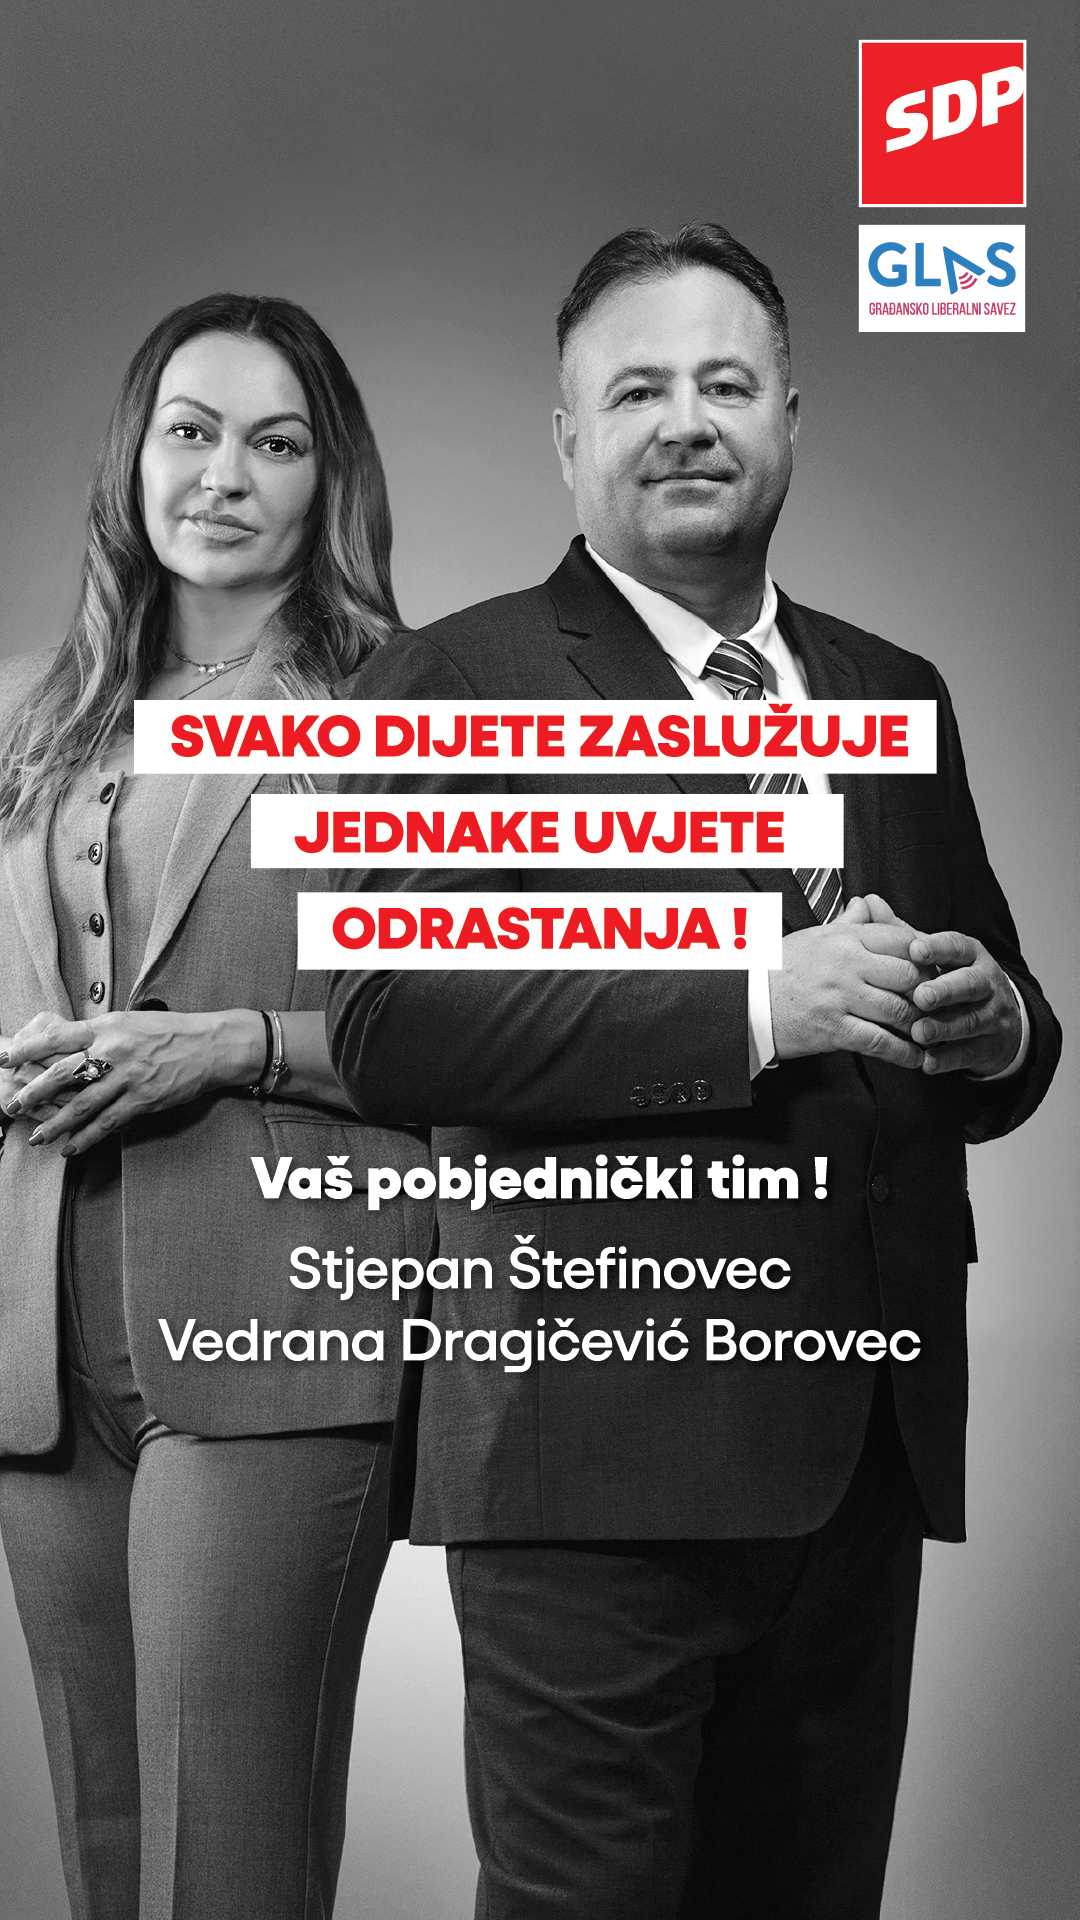 SDP
GLAS
GRAĐANSKO LIBERALNI SAVEZ
SVAKO DIJETE ZASLUŽUJE
JEDNAKE UVJETE
ODRASTANJA !
Vaš pobjednički tim !
Stjepan Štefinovec
Vedrana Dragičević Borovec